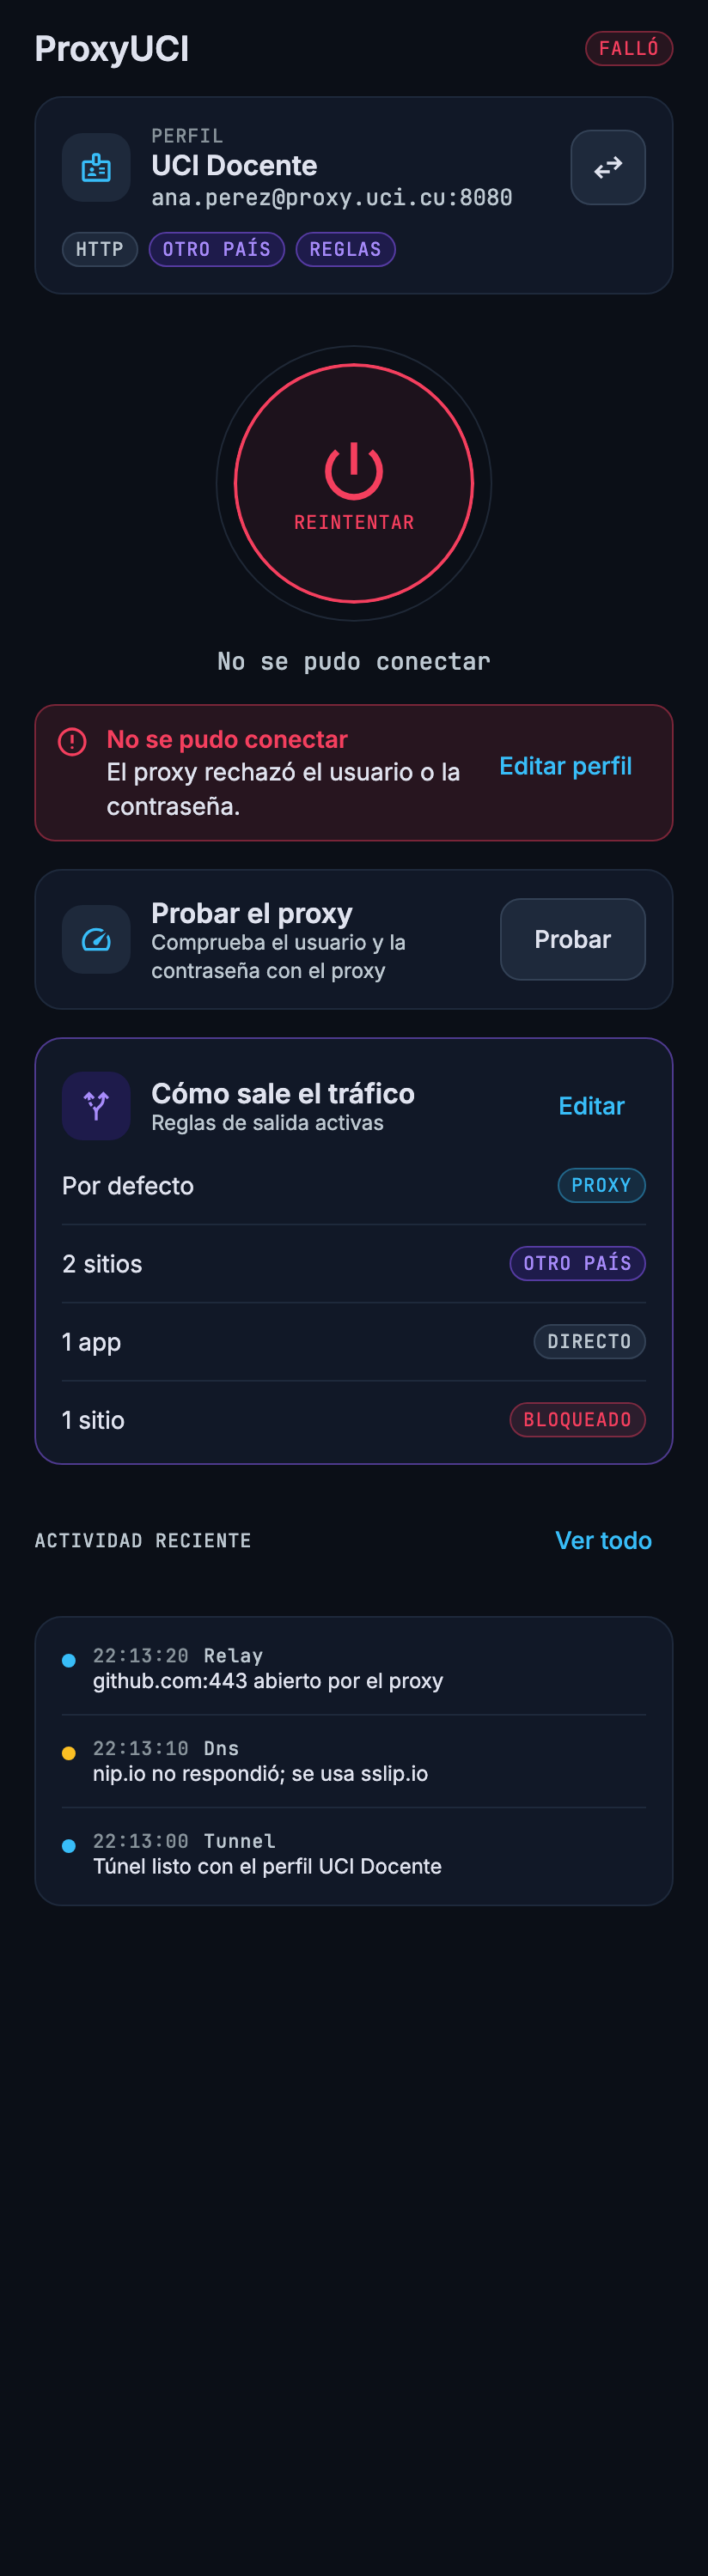 ProxyUCI
FALLÓ
PERFIL
UCI Docente
ana.perez@proxy.uci.cu:8080
HTTP
OTRO PAÍS
REGLAS
REINTENTAR
No se pudo conectar
No se pudo conectar
El proxy rechazó el usuario o la
contraseña.
Editar perfil
Probar el proxy
Comprueba el usuario y la
contraseña con el proxy
Probar
Cómo sale el tráfico
Reglas de salida activas
Editar
Por defecto
PROXY
2 sitios
OTRO PAÍS
1 app
DIRECTO
1 sitio
BLOQUEADO
ACTIVIDAD RECIENTE
Ver todo
22:13:20 Relay
github.com:443 abierto por el proxy
22:13:10 Dns
nip.io no respondió; se usa sslip.io
22:13:00 Tunnel
Túnel listo con el perfil UCI Docente